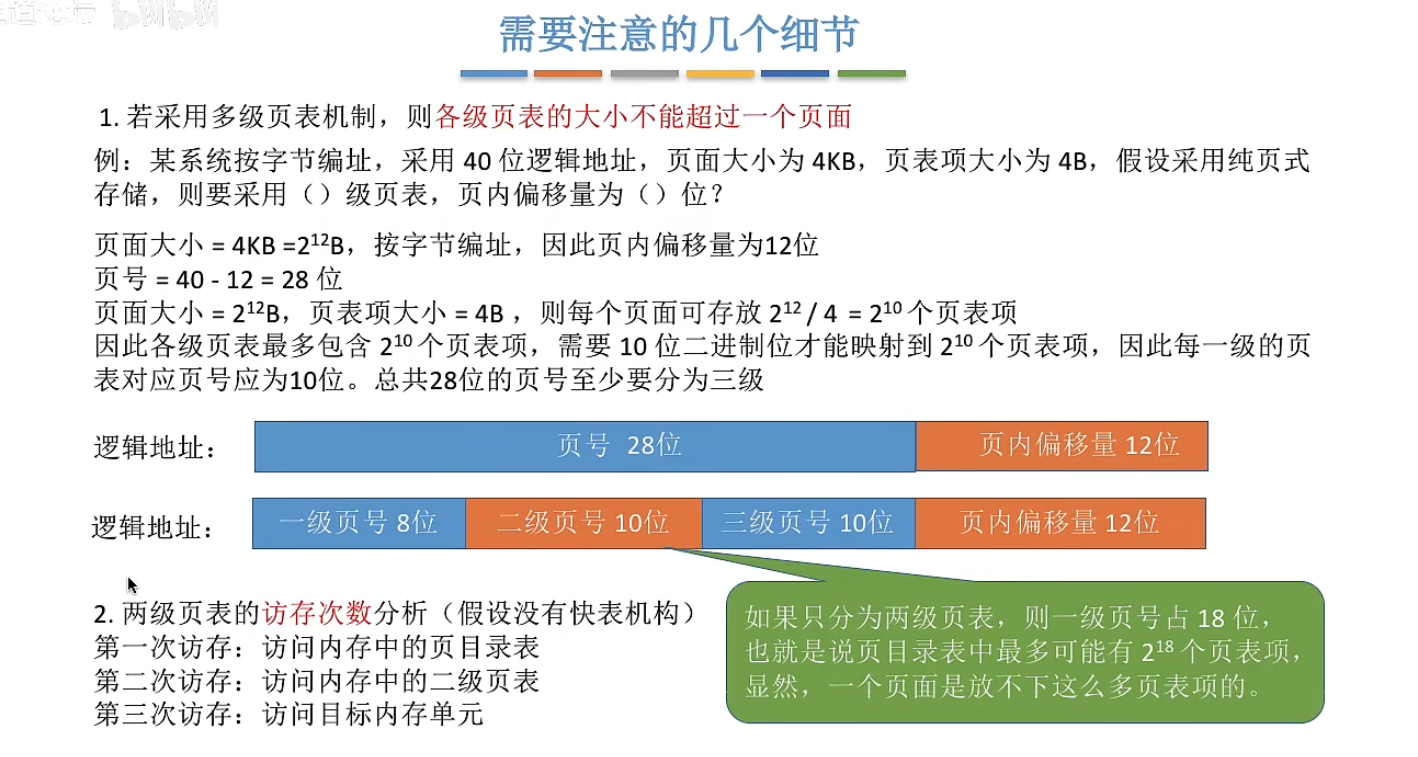 需要注意的几个细节
1. 若采用多级页表机制，则各级页表的大小不能超过一个页面
例：某系统按字节编址，采用 40 位逻辑地址，页面大小为 4KB，页表项大小为 4B，假设采用纯页式
存储，则要采用（）级页表，页内偏移量为（）位？
页面大小 = 4KB =2¹²B，按字节编址，因此页内偏移量为12位
页号 = 40 - 12 = 28 位
页面大小 = 2¹²B，页表项大小 = 4B ，则每个页面可存放 2¹² / 4 = 2¹⁰ 个页表项
因此各级页表最多包含 2¹⁰ 个页表项，需要 10 位二进制位才能映射到 2¹⁰ 个页表项，因此每一级的页
表对应页号应为10位。总共28位的页号至少要分为三级
逻辑地址： 页号 28位 页内偏移量 12位
逻辑地址： 一级页号 8位 二级页号 10位 三级页号 10位 页内偏移量 12位
2. 两级页表的访存次数分析（假设没有快表机构）
第一次访存：访问内存中的页目录表
第二次访存：访问内存中的二级页表
第三次访存：访问目标内存单元
如果只分为两级页表，则一级页号占 18 位，
也就是说页目录表中最多可能有 2¹⁸ 个页表项，
显然，一个页面是放不下这么多页表项的。